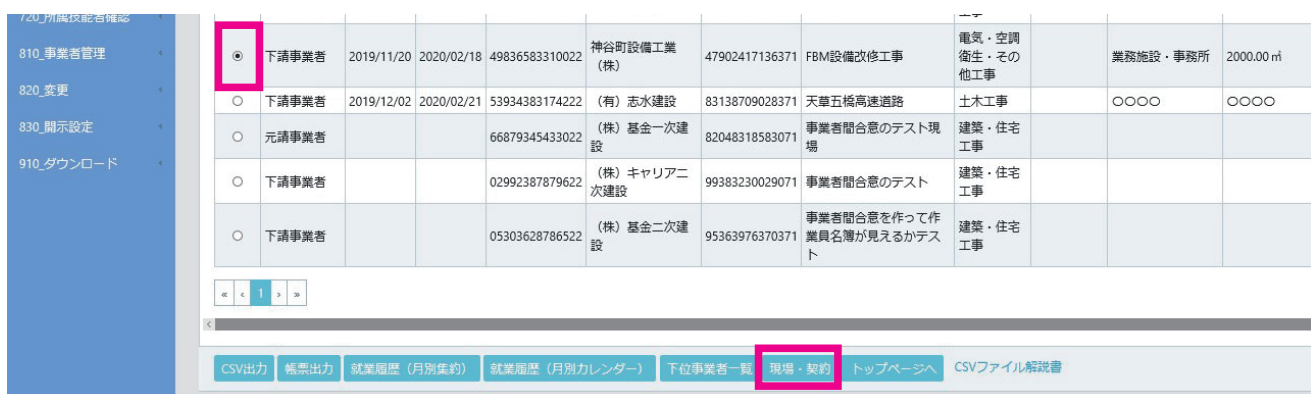 720_所属技能者確認
810_事業者管理
820_変更
830_開示設定
910_ダウンロード
工事
下請事業者 2019/11/20 2020/02/18 49836583310022 神谷町設備工業
（株） 47902417136371 FBM設備改修工事 電気・空調
衛生・その
他工事 業務施設・事務所 2000.00㎡
下請事業者 2019/12/02 2020/02/21 53934383174222 （有）志水建設 83138709028371 天草五橋高速道路 土木工事 〇〇〇〇 〇〇〇〇
元請事業者 66879345433022 （株）基金一次建
設 82048318583071 事業者間合意のテスト現
場 建築・住宅
工事
下請事業者 02992387879622 （株）キャリア二
次建設 99383230029071 事業者間合意のテスト 建築・住宅
工事
下請事業者 05303628786522 （株）基金二次建
設 95363976370371 事業者間合意を作って作
業員名簿が見えるかテス
ト 建築・住宅
工事
« ‹ 1 › »
CSV出力 帳票出力 就業履歴（月別集約） 就業履歴（月別カレンダー） 下位事業者一覧 現場・契約 トップページへ CSVファイル解説書